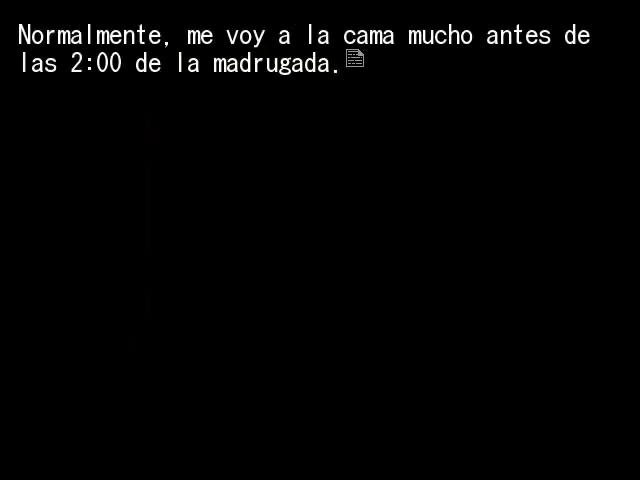 Normalmente, me voy a la cama mucho antes de
las 2:00 de la madrugada.